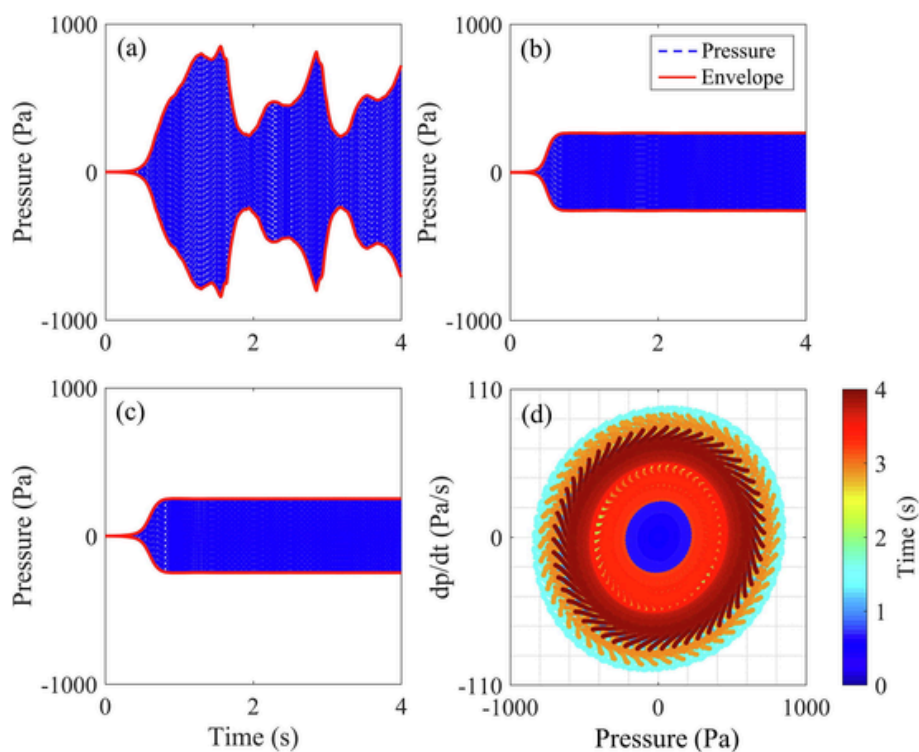 1000
(a)
Pressure (Pa)
0
-1000
0
2
4
1000
(b)
Pressure
Envelope
Pressure (Pa)
0
-1000
0
2
4
1000
(c)
Pressure (Pa)
0
-1000
0
2
4
Time (s)
110
(d)
dp/dt (Pa/s)
0
-110
-1000
0
1000
Pressure (Pa)
4
3
2
1
0
Time (s)